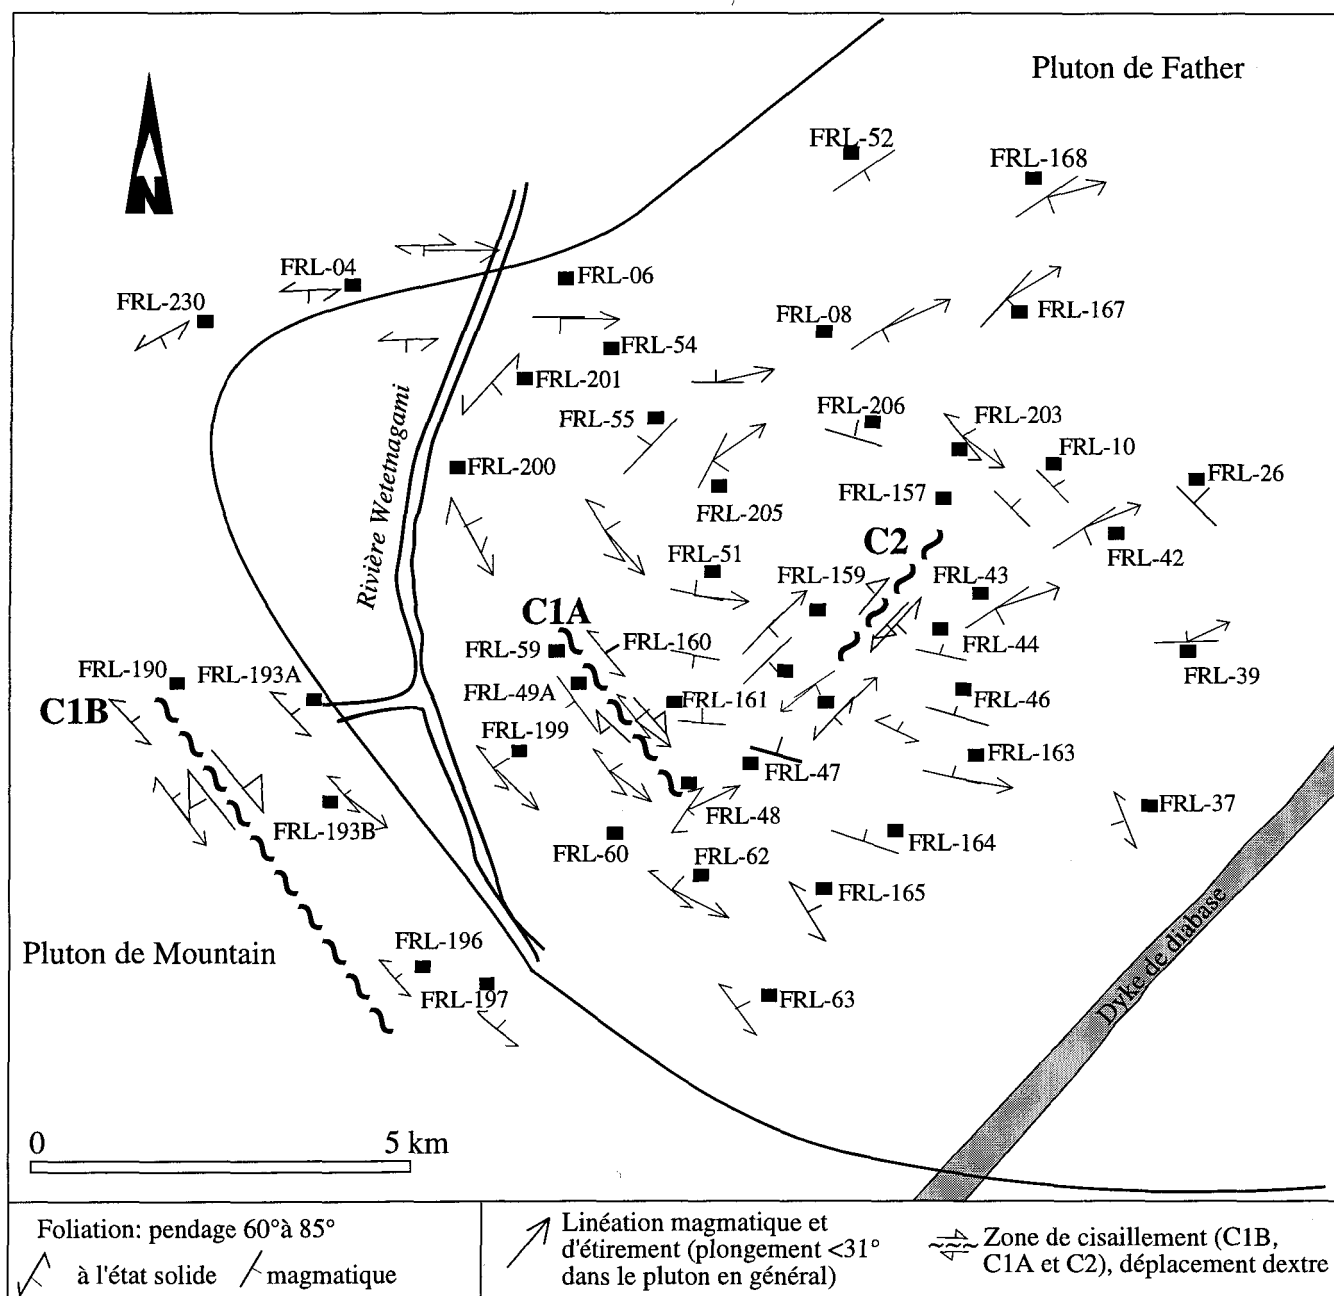 Pluton de Father
N
FRL-52
FRL-168
FRL-04
FRL-06
FRL-230
FRL-08
FRL-167
FRL-54
FRL-201
FRL-55
FRL-206
FRL-203
FRL-10
FRL-26
FRL-200
Rivière Wetetnagami
FRL-205
FRL-157
C2
FRL-42
FRL-51
FRL-159
FRL-43
C1A
FRL-59
FRL-160
FRL-44
FRL-39
FRL-190
FRL-193A
FRL-49A
FRL-161
FRL-46
C1B
FRL-199
FRL-163
FRL-47
FRL-37
FRL-193B
FRL-48
FRL-60
FRL-62
FRL-164
FRL-165
Pluton de Mountain
FRL-196
FRL-197
FRL-63
Dyke de diabase
0 5 km
Foliation: pendage 60°à 85°
à l'état solide
magmatique
Linéation magmatique et
d'étirement (plongement <31°
dans le pluton en général)
Zone de cisaillement (C1B,
C1A et C2), déplacement dextre